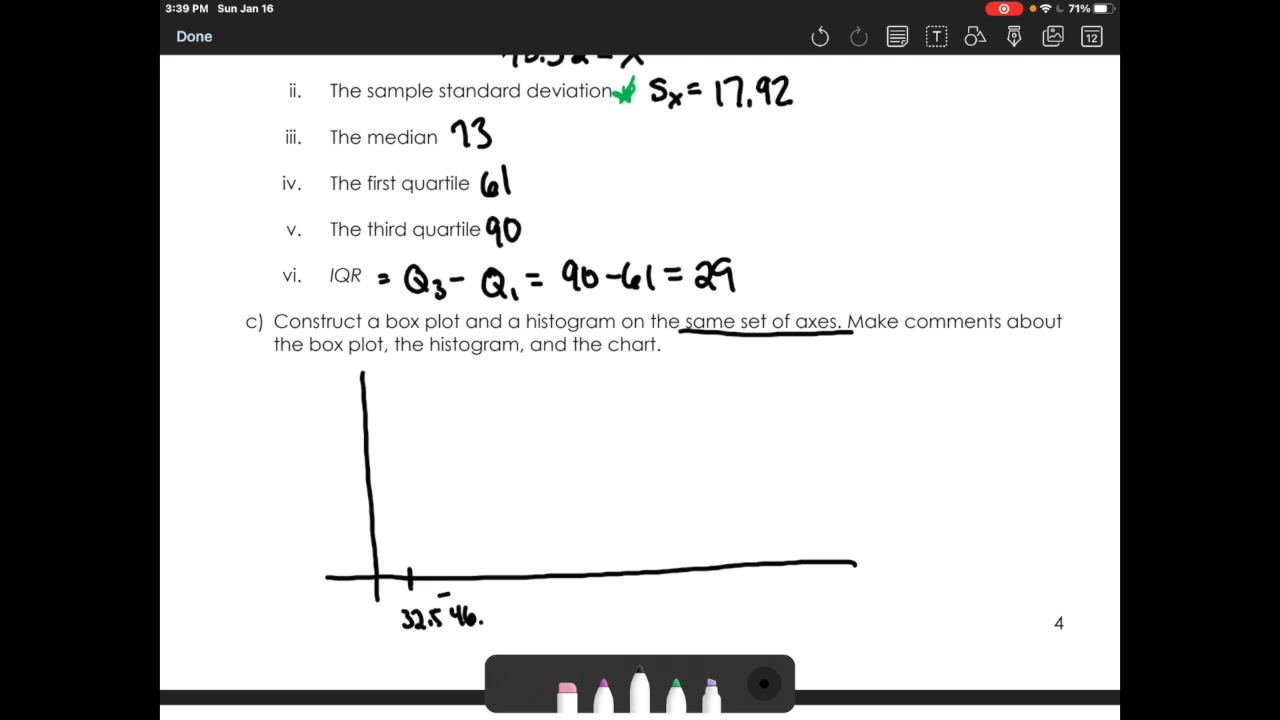 3:39 PM Sun Jan 16 71%
Done
ii. The sample standard deviation Sx = 17.92
iii. The median 73
iv. The first quartile 61
v. The third quartile 90
vi. IQR = Q3 - Q1 = 90 - 61 = 29
c) Construct a box plot and a histogram on the same set of axes. Make comments about
the box plot, the histogram, and the chart.
32.5 46.
4
12